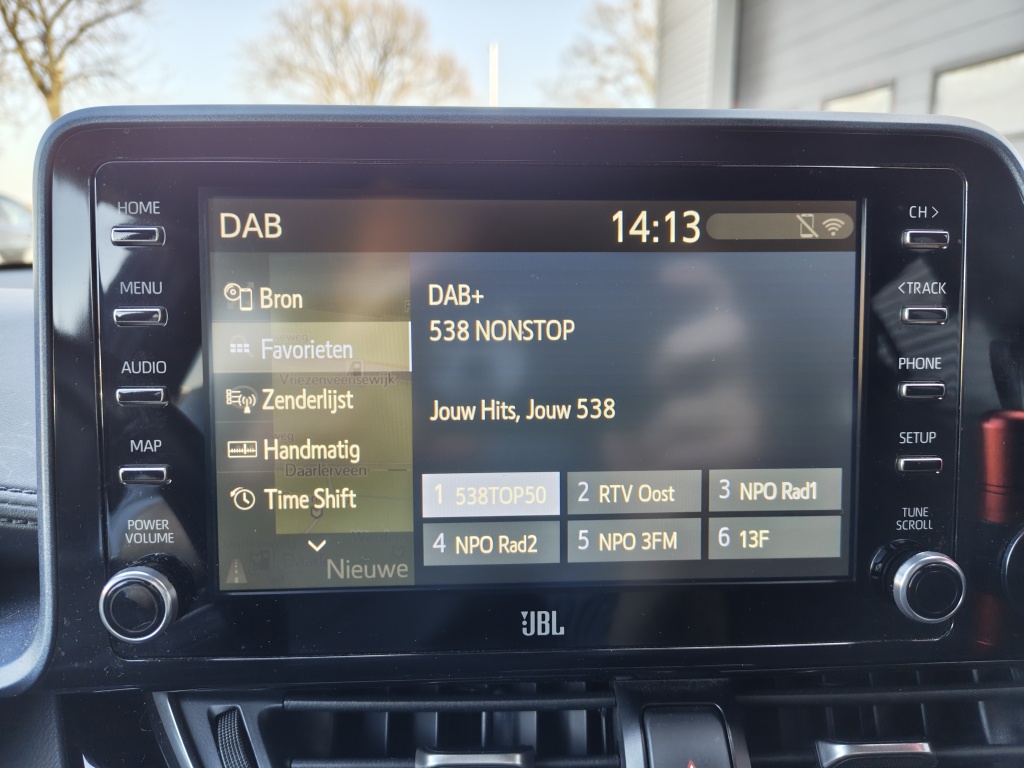 HOME
MENU
AUDIO
MAP
POWER
VOLUME
DAB
14:13
Bron
Favorieten
Vriezenveensewijk
Zenderlijst
Handmatig
Daarlerveen
Time Shift
Nieuwe
DAB+
538 NONSTOP
Jouw Hits, Jouw 538
1 538TOP50
2 RTV Oost
3 NPO Rad1
4 NPO Rad2
5 NPO 3FM
6 13F
CH >
<TRACK
PHONE
SETUP
TUNE
SCROLL
JBL